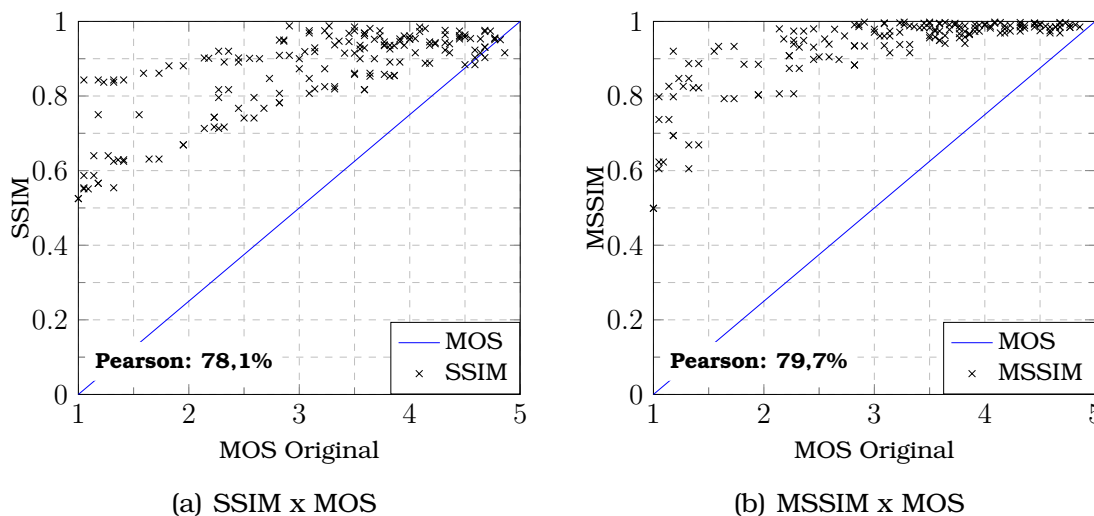 1
0.8
0.6
0.4
0.2
0
SSIM
1
2
3
4
5
MOS Original
Pearson: 78,1%
MOS
SSIM
(a) SSIM x MOS
1
0.8
0.6
0.4
0.2
0
MSSIM
1
2
3
4
5
MOS Original
Pearson: 79,7%
MOS
MSSIM
(b) MSSIM x MOS